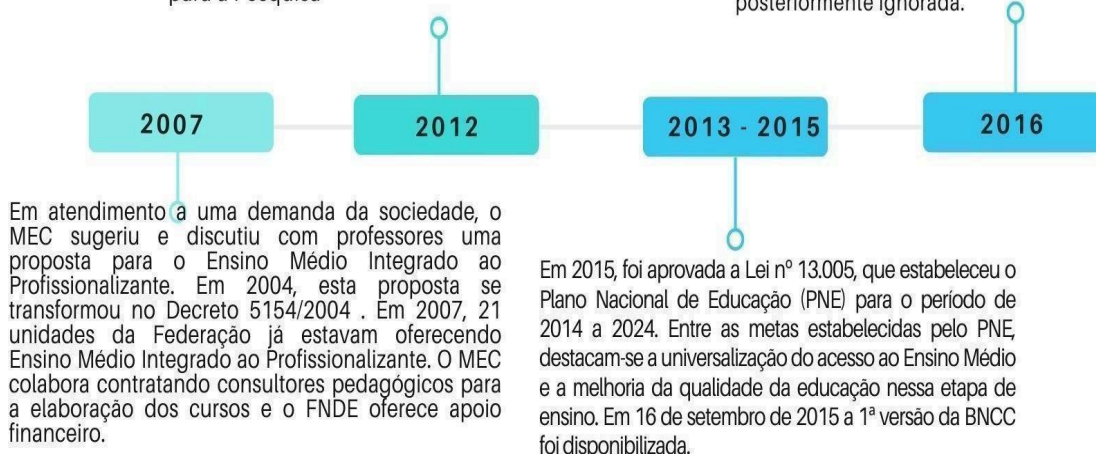 para a Pesquisa
posteriormente ignorada.
2007
2012
2013 - 2015
2016
Em atendimento a uma demanda da sociedade, o
MEC sugeriu e discutiu com professores uma
proposta para o Ensino Médio Integrado ao
Profissionalizante. Em 2004, esta proposta se
transformou no Decreto 5154/2004 . Em 2007, 21
unidades da Federação já estavam oferecendo
Ensino Médio Integrado ao Profissionalizante. O MEC
colabora contratando consultores pedagógicos para
a elaboração dos cursos e o FNDE oferece apoio
financeiro.
Em 2015, foi aprovada a Lei nº 13.005, que estabeleceu o
Plano Nacional de Educação (PNE) para o período de
2014 a 2024. Entre as metas estabelecidas pelo PNE,
destacam-se a universalização do acesso ao Ensino Médio
e a melhoria da qualidade da educação nessa etapa de
ensino. Em 16 de setembro de 2015 a 1ª versão da BNCC
foi disponibilizada.